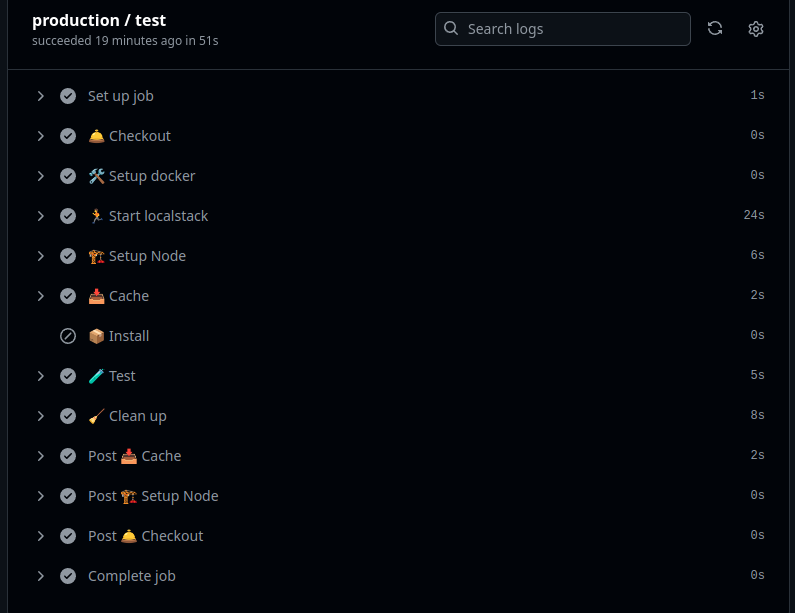 production / test
succeeded 19 minutes ago in 51s
Search logs
Set up job 1s
🛎️ Checkout 0s
🛠️ Setup docker 0s
🏃 Start localstack 24s
🏗️ Setup Node 6s
📥 Cache 2s
📦 Install 0s
🧪 Test 5s
🧹 Clean up 8s
Post 📥 Cache 2s
Post 🏗️ Setup Node 0s
Post 🛎️ Checkout 0s
Complete job 0s